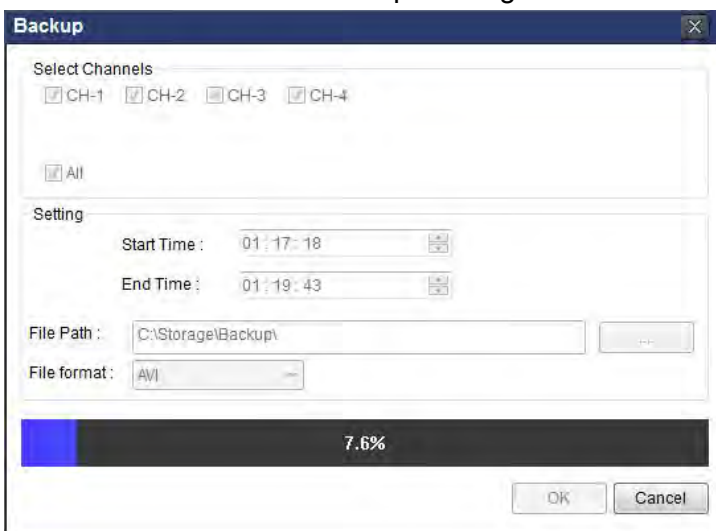 Backup
Select Channels
CH-1 CH-2 CH-3 CH-4
All
Setting
Start Time : 01 : 17 : 18
End Time : 01 : 19 : 43
File Path : C:\Storage\Backup\ ...
File format : AVI
7.6%
OK Cancel